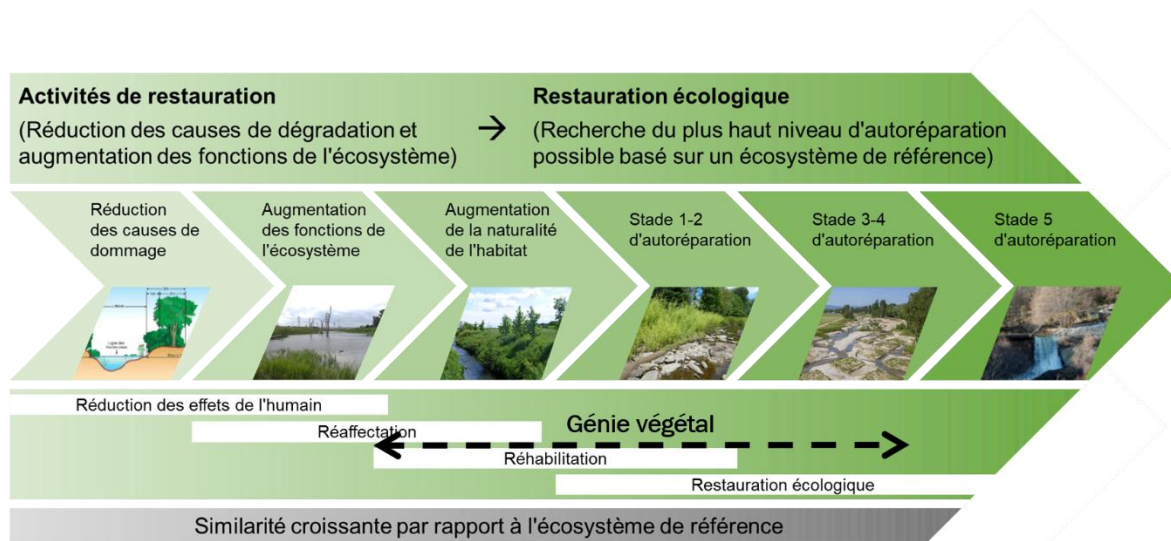 Activités de restauration
(Réduction des causes de dégradation et
augmentation des fonctions de l'écosystème)
→
Restauration écologique
(Recherche du plus haut niveau d'autoréparation
possible basé sur un écosystème de référence)
Réduction
des causes de
dommage
Augmentation
des fonctions de
l'écosystème
Augmentation
de la naturalité
de l'habitat
Stade 1-2
d'autoréparation
Stade 3-4
d'autoréparation
Stade 5
d'autoréparation
Réduction des effets de l'humain
Réaffectation
Génie végétal
Réhabilitation
Restauration écologique
Similarité croissante par rapport à l'écosystème de référence